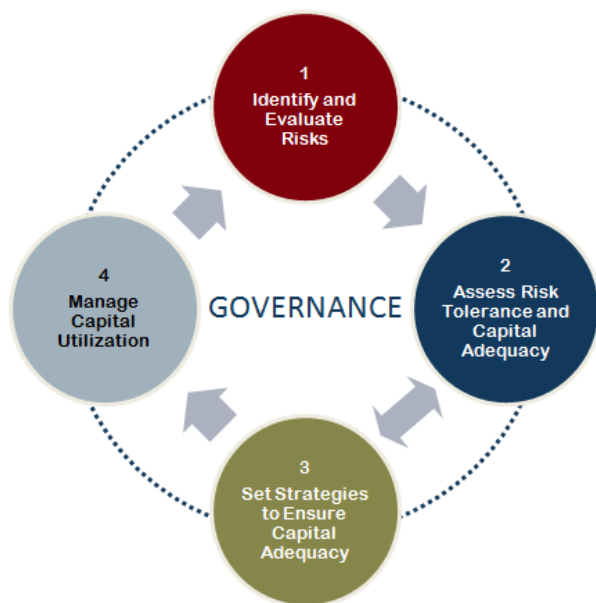 1
Identify and
Evaluate
Risks
2
Assess Risk
Tolerance and
Capital
Adequacy
3
Set Strategies
to Ensure
Capital
Adequacy
4
Manage
Capital
Utilization
GOVERNANCE